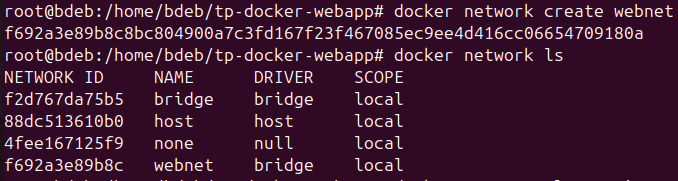 root@bdeb:/home/bdeb/tp-docker-webapp# docker network create webnet
f692a3e89b8c8bc804900a7c3fd167f23f467085ec9ee4d416cc06654709180a
root@bdeb:/home/bdeb/tp-docker-webapp# docker network ls
NETWORK ID     NAME      DRIVER    SCOPE
f2d767da75b5   bridge    bridge    local
88dc513610b0   host      host      local
4fee167125f9   none      null      local
f692a3e89b8c   webnet    bridge    local